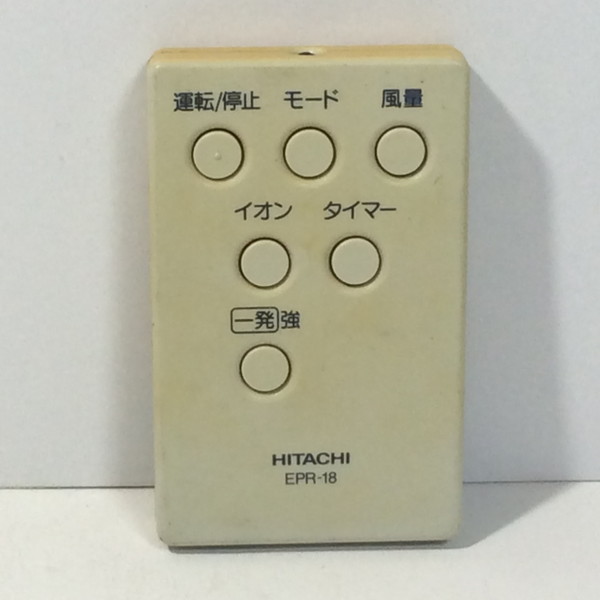 運転/停止 モード 風量
イオン タイマー
一発強
HITACHI
EPR-18